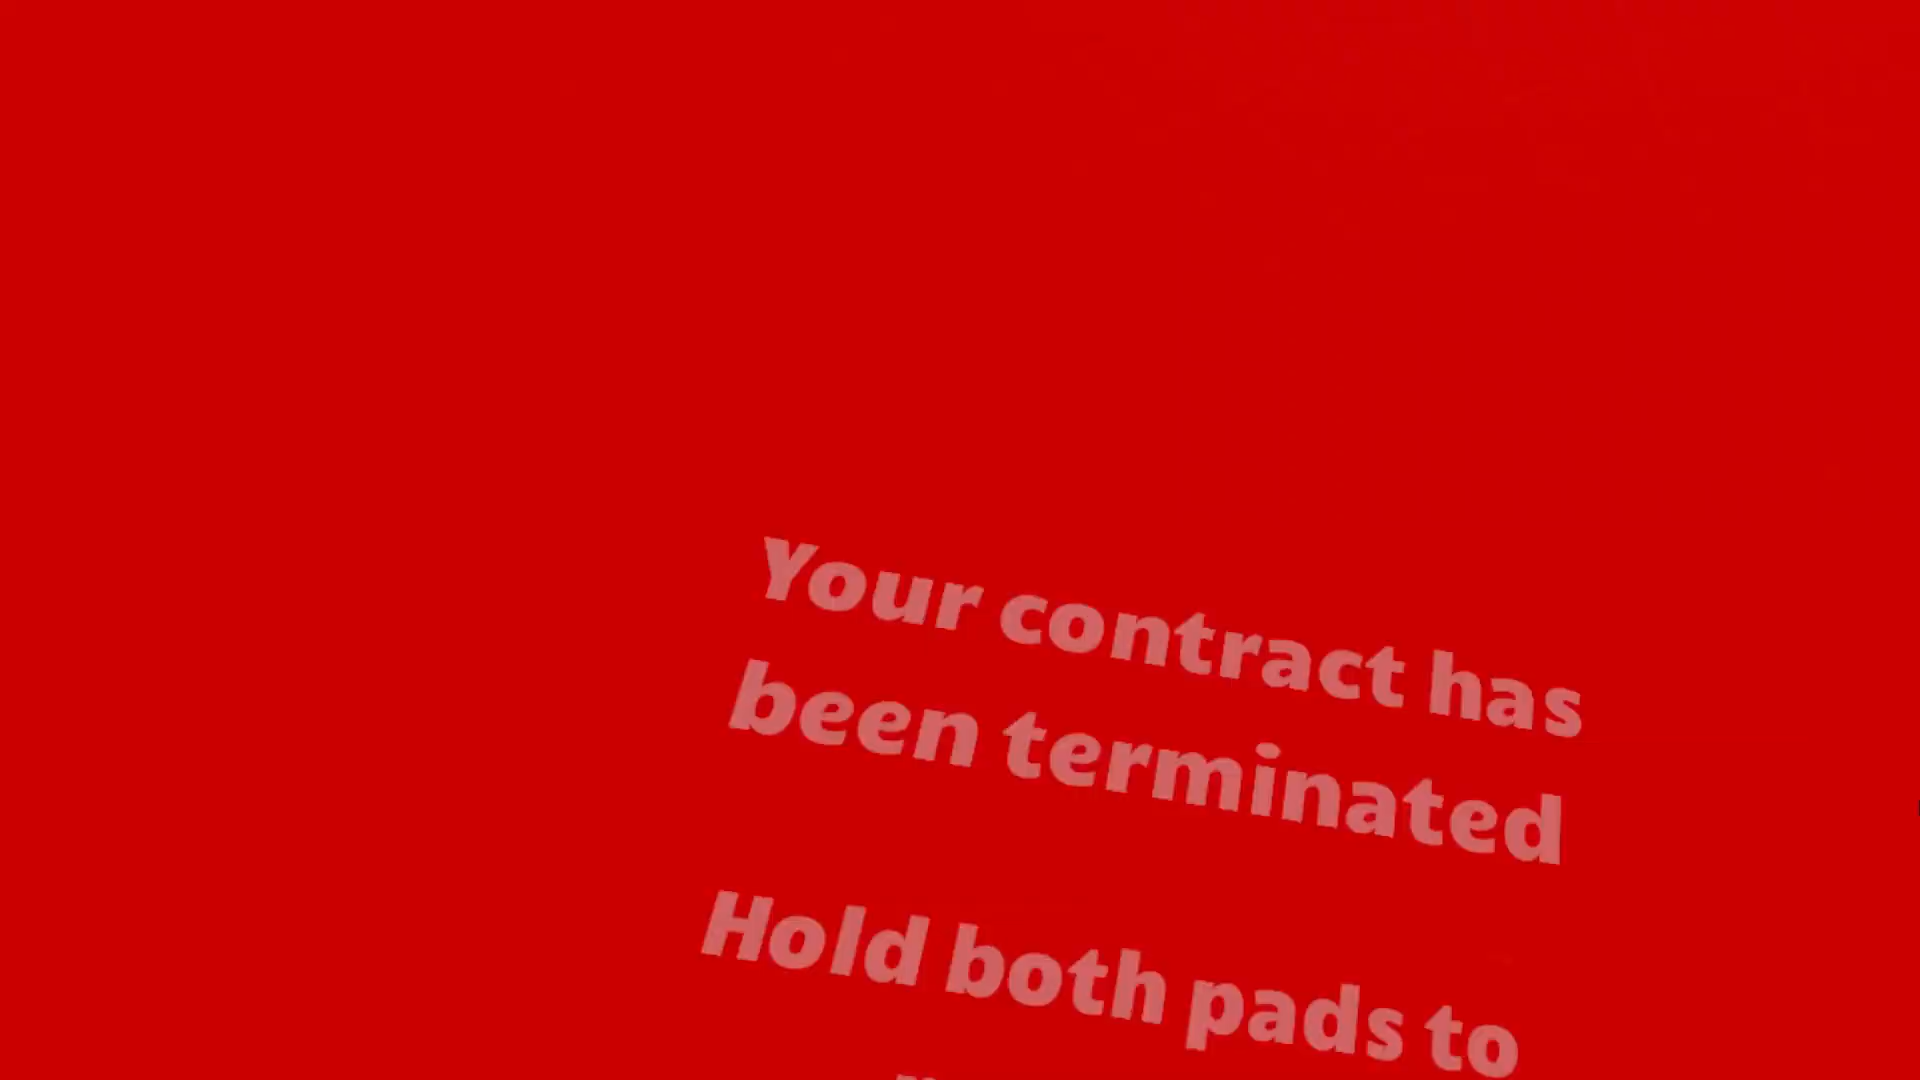 Your contract has
been terminated
Hold both pads to